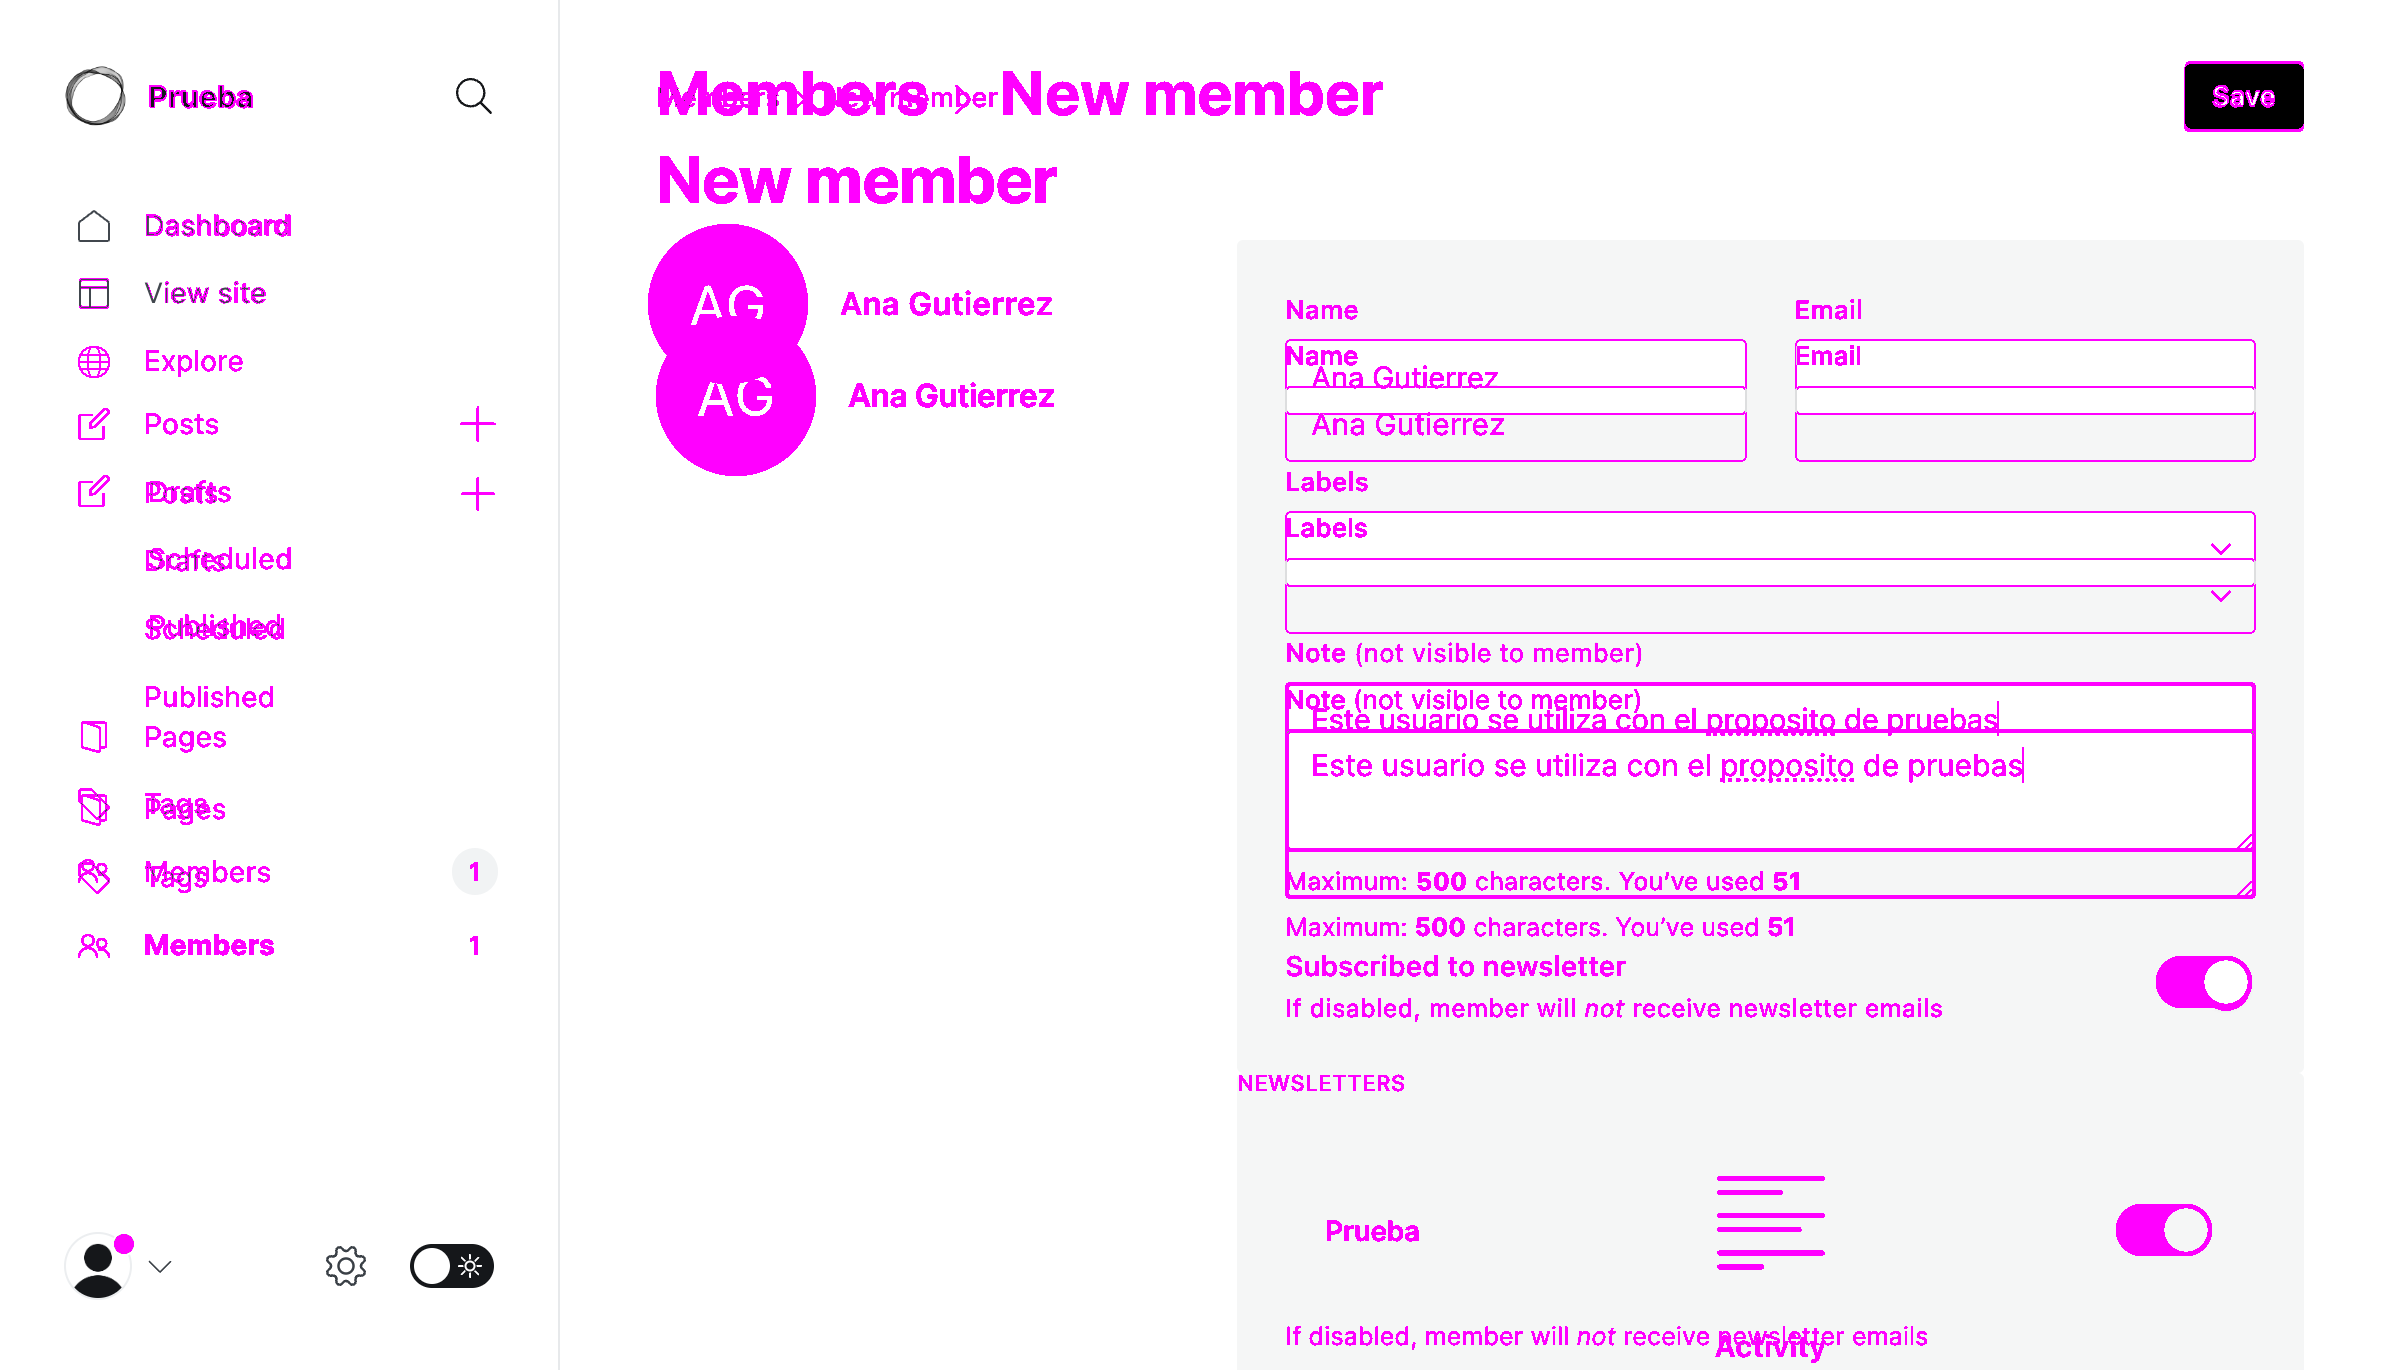 Prueba
Members > New member
Members > New member
Save
New member
Dashboard
View site
Explore
Posts
Drafts
Posts
Scheduled
Drafts
Published
Scheduled
Published
Pages
Tags
Pages
Members 1
Tags
Members 1
AG Ana Gutierrez
AG Ana Gutierrez
Name Email
Name Email
Ana Gutierrez
Ana Gutierrez
Labels
Labels
Note (not visible to member)
Note (not visible to member)
Este usuario se utiliza con el proposito de pruebas
Este usuario se utiliza con el proposito de pruebas
Maximum: 500 characters. You’ve used 51
Maximum: 500 characters. You’ve used 51
Subscribed to newsletter
If disabled, member will not receive newsletter emails
NEWSLETTERS
Prueba
If disabled, member will not receive newsletter emails
Activity